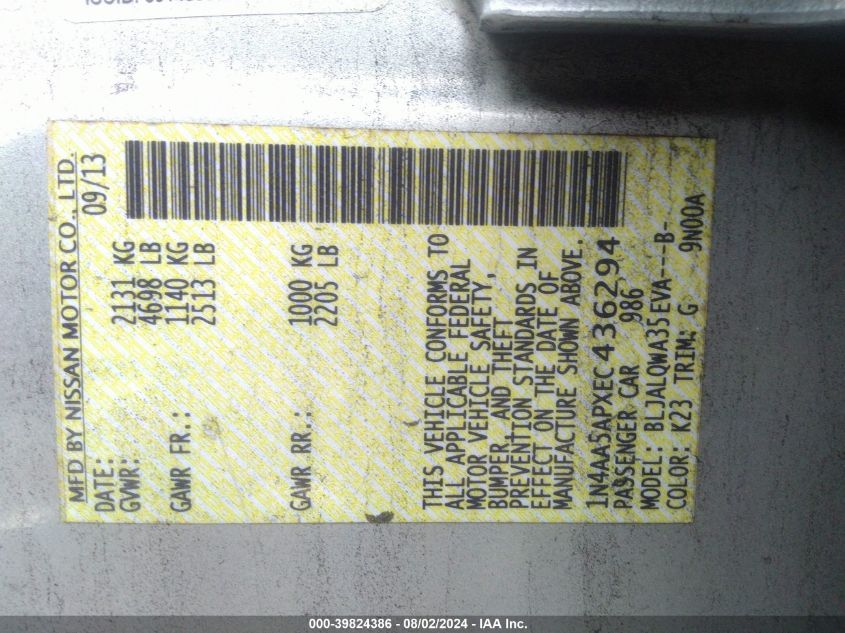 MFD BY NISSAN MOTOR CO., LTD.
DATE: 09/13
GVWR: 2131 KG
4698 LB
GAWR FR.: 1140 KG
2513 LB
GAWR RR.: 1000 KG
2205 LB
THIS VEHICLE CONFORMS TO
ALL APPLICABLE FEDERAL
MOTOR VEHICLE SAFETY,
BUMPER, AND THEFT
PREVENTION STANDARDS IN
EFFECT ON THE DATE OF
MANUFACTURE SHOWN ABOVE.
1N4AA5APXEC436294
PASSENGER CAR 986
MODEL: BLJALQWA35EVA---B-
COLOR: K23 TRIM: G 9N00A
000-39824386 - 08/02/2024 - IAA Inc.